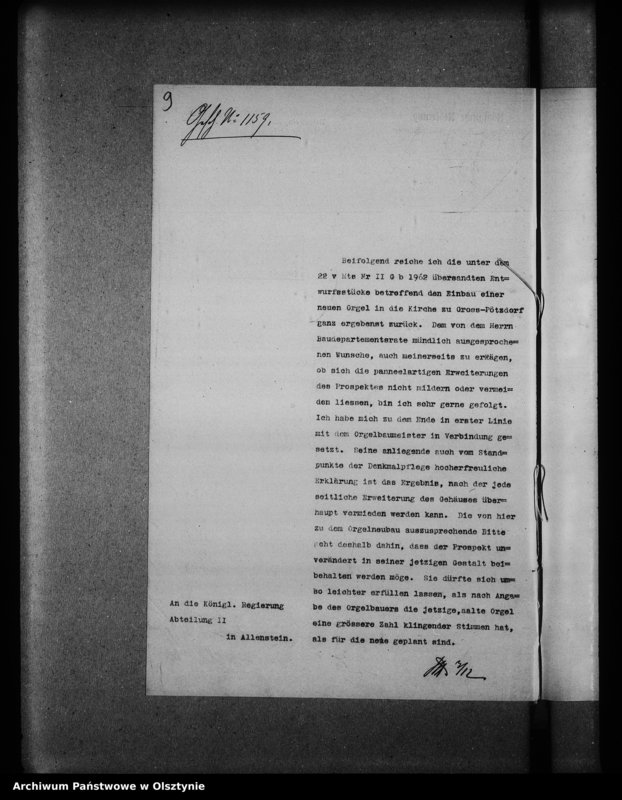 9
Gesch N: 1159.
Beifolgend reiche ich die unter dem
22 v Mts Nr II G b 1962 übersandten Ent=
wurfsstücke betreffend den Einbau einer
neuen Orgel in die Kirche zu Gross-Pötzdorf
ganz ergebenst zurück. Dem von dem Herrn
Baudepartementsrate mündlich ausgesproche=
nen Wunsche, auch meinerseits zu erwägen,
ob sich die panneelartigen Erweiterungen
des Prospektes nicht mildern oder vermei=
den liessen, bin ich sehr gerne gefolgt.
Ich habe mich zu dem Ende in erster Linie
mit dem Orgelbaumeister in Verbindung ge=
setzt. Seine anliegende auch vom Stand=
punkte der Denkmalpflege hocherfreuliche
Erklärung ist das Ergebnis, nach der jede
seitliche Erweiterung des Gehäuses über=
haupt vermieden werden kann. Die von hier
zu dem Orgelneubau auszusprechende Bitte
geht deshalb dahin, dass der Prospekt un=
verändert in seiner jetzigen Gestalt bei=
behalten werden möge. Sie dürfte sich um=
so leichter erfüllen lassen, als nach Anga=
be des Orgelbauers die jetzige, aalte Orgel
eine grössere Zahl klingender Stimmen hat,
als für die neue geplant sind.
An die Königl. Regierung
Abteilung II
in Allenstein.
/12
Archiwum Państwowe w Olsztynie